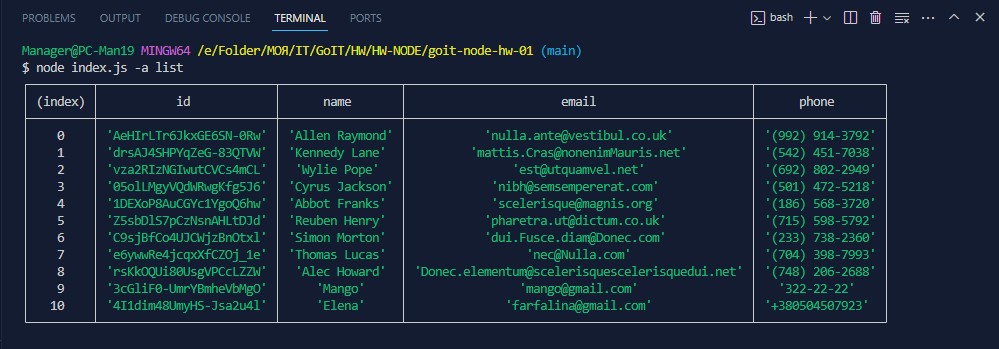 PROBLEMS OUTPUT DEBUG CONSOLE TERMINAL PORTS bash
Manager@PC-Man19 MINGW64 /e/Folder/МОЯ/IT/GoIT/HW/HW-NODE/goit-node-hw-01 (main)
$ node index.js -a list
(index) id name email phone
0 'AeHIrLTr6JkxGE6SN-0Rw' 'Allen Raymond' 'nulla.ante@vestibul.co.uk' '(992) 914-3792'
1 'drsAJ4SHPYqZeG-83QTVW' 'Kennedy Lane' 'mattis.Cras@nonenimMauris.net' '(542) 451-7038'
2 'vza2RIzNGIwutCVCs4mCL' 'Wylie Pope' 'est@utquamvel.net' '(692) 802-2949'
3 '05olLMgyVQdWRwgKfg5J6' 'Cyrus Jackson' 'nibh@semsempererat.com' '(501) 472-5218'
4 '1DEXoP8AuCGYc1YgoQ6hw' 'Abbot Franks' 'scelerisque@magnis.org' '(186) 568-3720'
5 'Z5sbDlS7pCzNsnAHLtDJd' 'Reuben Henry' 'pharetra.ut@dictum.co.uk' '(715) 598-5792'
6 'C9sjBfCo4UJCWjzBnOtxl' 'Simon Morton' 'dui.Fusce.diam@Donec.com' '(233) 738-2360'
7 'e6ywwRe4jcqxXfCZOj_1e' 'Thomas Lucas' 'nec@Nulla.com' '(704) 398-7993'
8 'rsKkOQUi80UsgVPCcLZZW' 'Alec Howard' 'Donec.elementum@scelerisquescelerisquedui.net' '(748) 206-2688'
9 '3cGliF0-UmrYBmheVbMgO' 'Mango' 'mango@gmail.com' '322-22-22'
10 '4I1dim48UmyHS-Jsa2u4l' 'Elena' 'farfalina@gmail.com' '+380504507923'